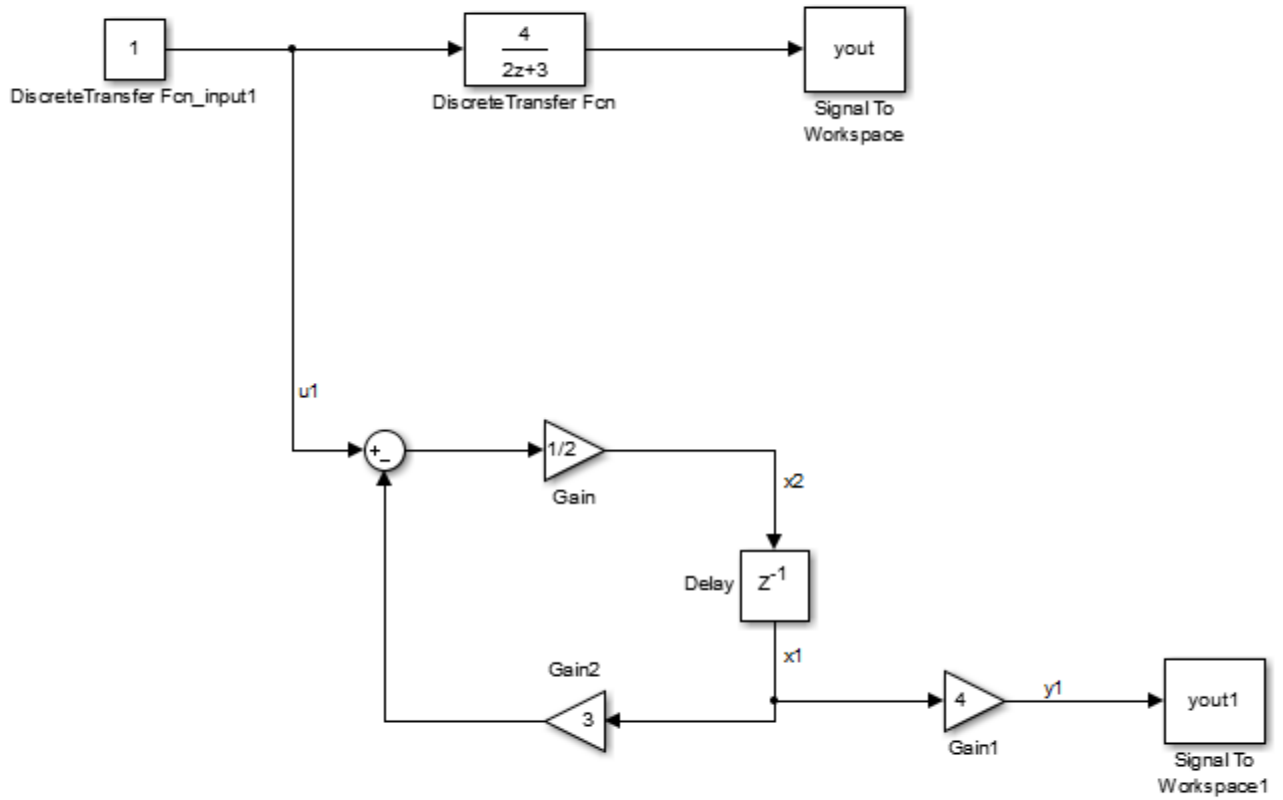 1
DiscreteTransfer Fcn_input1
4
2z+3
DiscreteTransfer Fcn
yout
Signal To
Workspace
u1
+
_
1/2
Gain
x2
Delay
z-1
x1
Gain2
3
4
Gain1
y1
yout1
Signal To
Workspace1